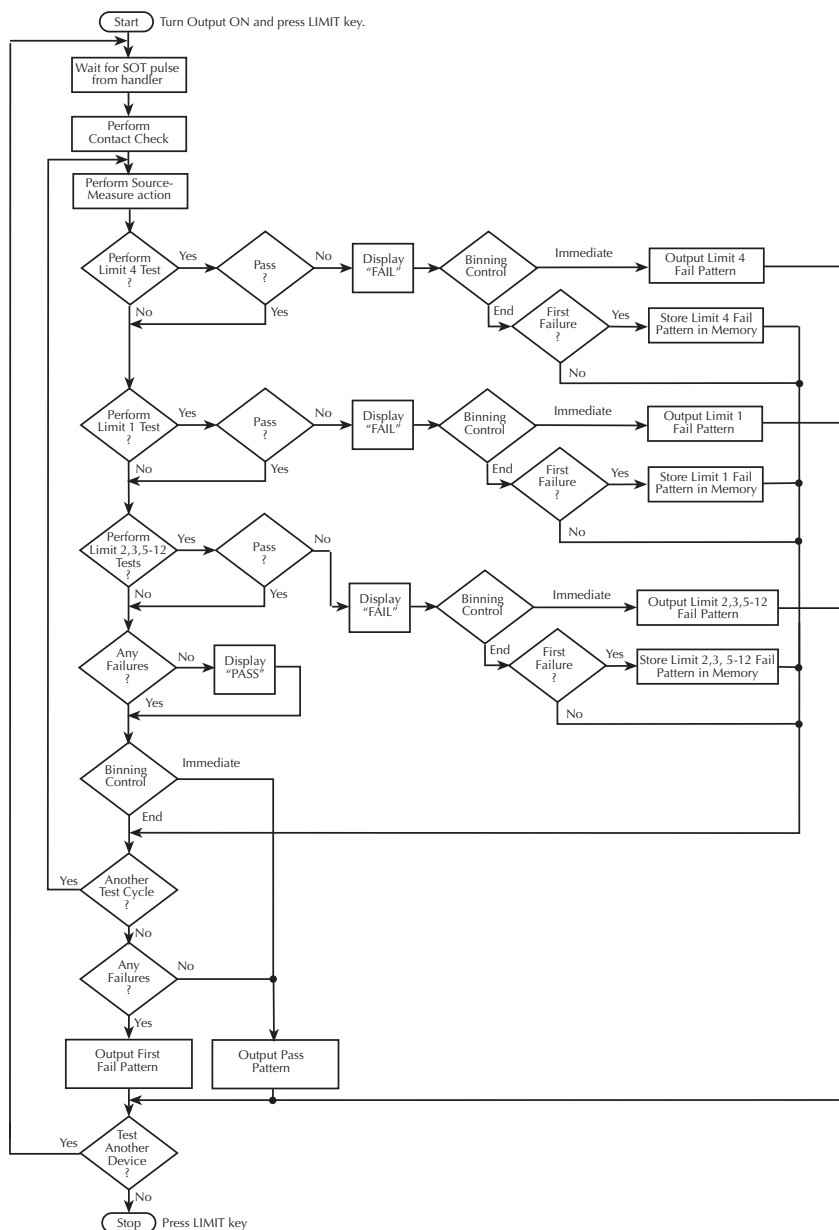 Start
Turn Output ON and press LIMIT key.
Wait for SOT pulse
from handler
Perform
Contact Check
Perform Source-
Measure action
Perform
Limit 4 Test
?
Yes
No
Pass
?
No
Yes
Display
“FAIL”
Binning
Control
Immediate
End
Output Limit 4
Fail Pattern
First
Failure
?
Yes
No
Store Limit 4 Fail
Pattern in Memory
Perform
Limit 1 Test
?
Yes
No
Pass
?
No
Yes
Display
“FAIL”
Binning
Control
Immediate
End
Output Limit 1
Fail Pattern
First
Failure
?
Yes
No
Store Limit 1 Fail
Pattern in Memory
Perform
Limit 2,3,5-12
Tests
?
Yes
No
Pass
?
No
Yes
Display
“FAIL”
Binning
Control
Immediate
End
Output Limit 2,3,5-12
Fail Pattern
First
Failure
?
Yes
No
Store Limit 2,3, 5-12 Fail
Pattern in Memory
Any
Failures
?
No
Yes
Display
“PASS”
Binning
Control
Immediate
End
Another
Test Cycle
?
Yes
No
Any
Failures
?
No
Yes
Output First
Fail Pattern
Output Pass
Pattern
Test
Another
Device
?
Yes
No
Stop
Press LIMIT key